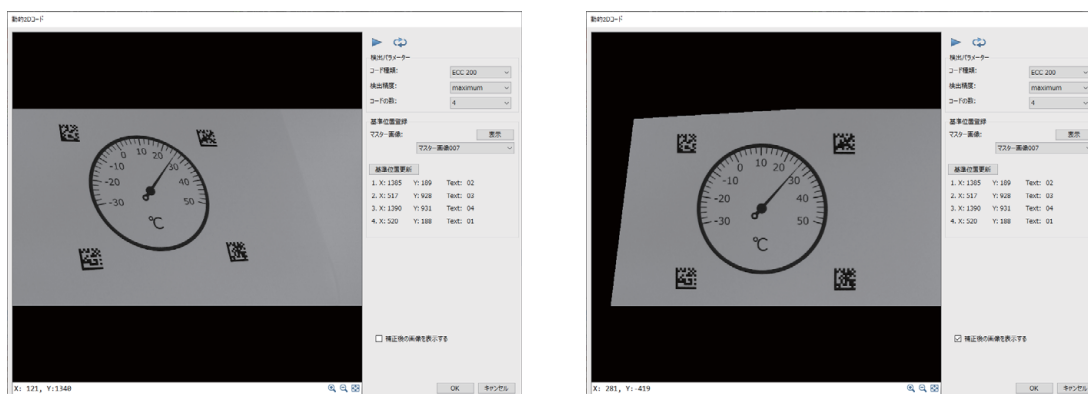 動的2Dコード
検出パラメーター
コード種類: ECC 200
検出精度: maximum
コードの数: 4
基準位置登録
マスター画像: 表示
マスター画像007
基準位置更新
1. X: 1385 Y: 189 Text: 02
2. X: 517 Y: 928 Text: 03
3. X: 1390 Y: 931 Text: 04
4. X: 520 Y: 188 Text: 01
補正後の画像を表示する
-30 -20 -10 0 10 20 30 40 50
℃
X: 121, Y:1340
OK キャンセル
動的2Dコード
検出パラメーター
コード種類: ECC 200
検出精度: maximum
コードの数: 4
基準位置登録
マスター画像: 表示
マスター画像007
基準位置更新
1. X: 1385 Y: 189 Text: 02
2. X: 517 Y: 928 Text: 03
3. X: 1390 Y: 931 Text: 04
4. X: 520 Y: 188 Text: 01
補正後の画像を表示する
-30 -20 -10 0 10 20 30 40 50
℃
X: 281, Y:-419
OK キャンセル